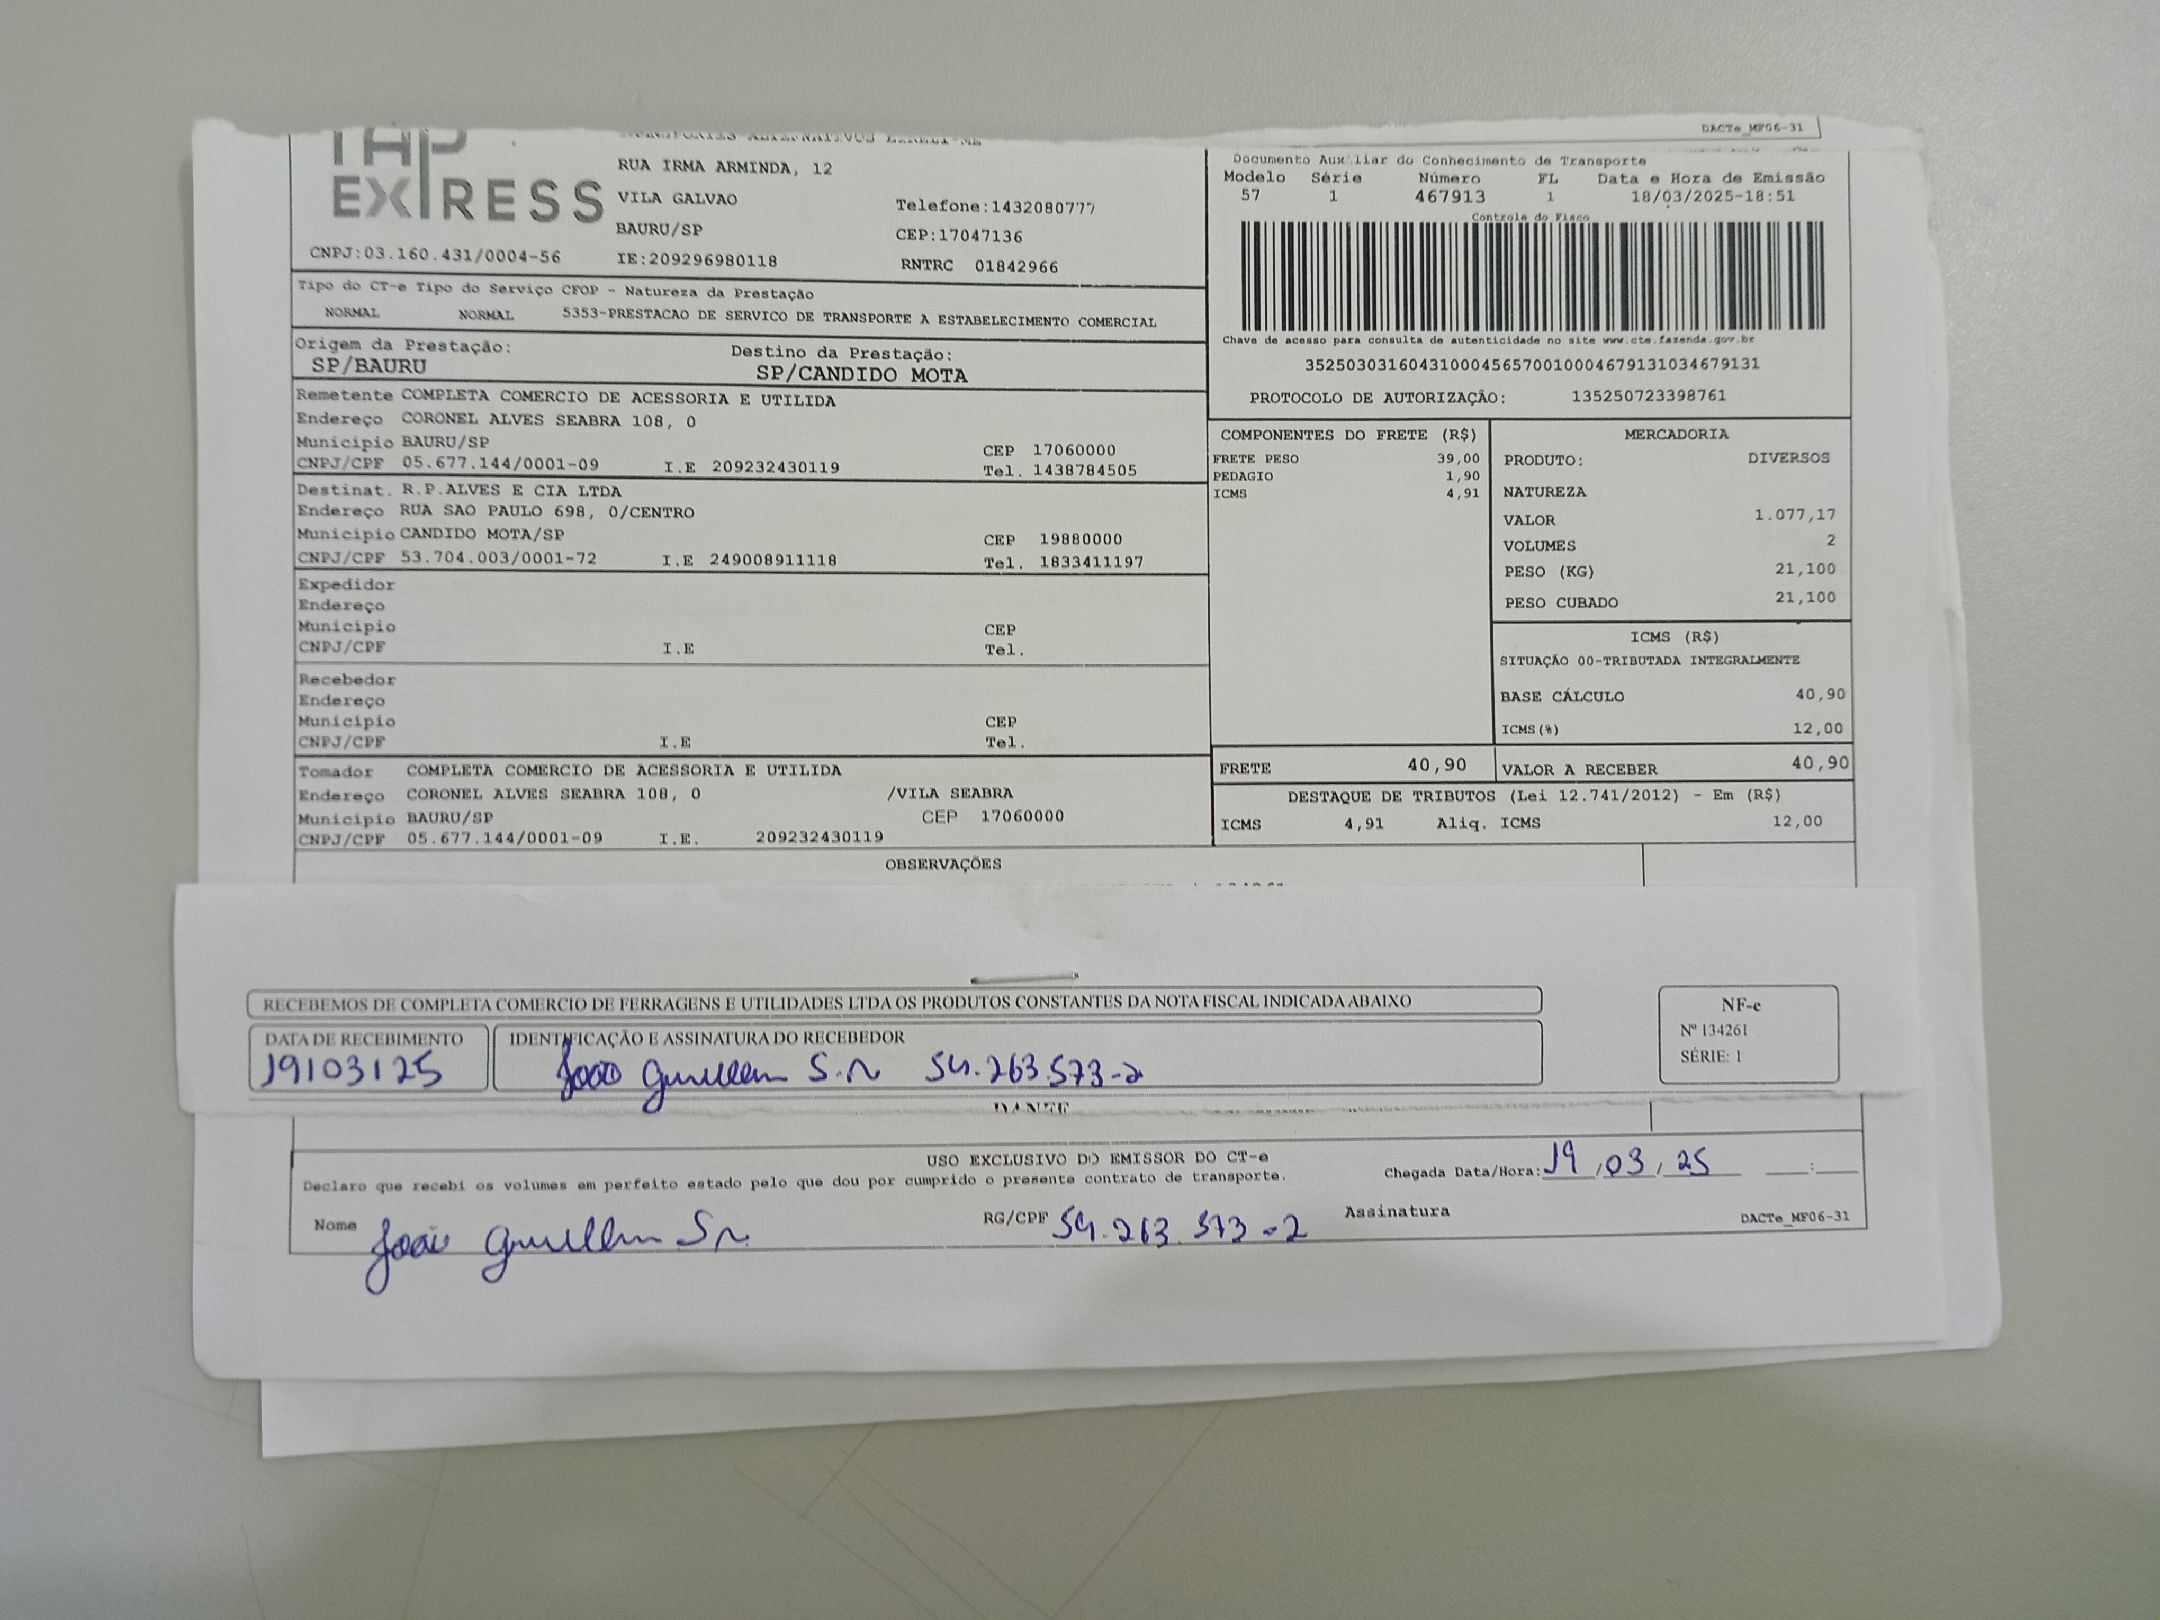 DACTe_MF06-31
TAP
EXPRESS
RUA IRMA ARMINDA, 12
VILA GALVAO
Telefone:1432080777
BAURU/SP
CEP:17047136
CNPJ:03.160.431/0004-56
IE:209296980118
RNTRC 01842966
Documento Auxiliar do Conhecimento de Transporte
Modelo Série Número FL Data e Hora de Emissão
57 1 467913 1 18/03/2025-18:51
Controle do Fisco
Chave de acesso para consulta de autenticidade no site www.cte.fazenda.gov.br
35250303160431000456570010004679131034679131
PROTOCOLO DE AUTORIZAÇÃO: 135250723398761
Tipo do CT-e Tipo do Serviço CFOP - Natureza da Prestação
NORMAL NORMAL 5353-PRESTACAO DE SERVICO DE TRANSPORTE A ESTABELECIMENTO COMERCIAL
Origem da Prestação: Destino da Prestação:
SP/BAURU SP/CANDIDO MOTA
Remetente COMPLETA COMERCIO DE ACESSORIA E UTILIDA
Endereço CORONEL ALVES SEABRA 108, 0
Município BAURU/SP CEP 17060000
CNPJ/CPF 05.677.144/0001-09 I.E 209232430119 Tel. 1438784505
Destinat. R.P.ALVES E CIA LTDA
Endereço RUA SAO PAULO 698, 0/CENTRO
Município CANDIDO MOTA/SP CEP 19880000
CNPJ/CPF 53.704.003/0001-72 I.E 249008911118 Tel. 1833411197
Expedidor
Endereço
Município CEP
CNPJ/CPF I.E Tel.
Recebedor
Endereço
Município CEP
CNPJ/CPF I.E Tel.
Tomador COMPLETA COMERCIO DE ACESSORIA E UTILIDA
Endereço CORONEL ALVES SEABRA 108, 0 /VILA SEABRA
Município BAURU/SP CEP 17060000
CNPJ/CPF 05.677.144/0001-09 I.E. 209232430119
COMPONENTES DO FRETE (R$)
FRETE PESO 39,00
PEDAGIO 1,90
ICMS 4,91
MERCADORIA
PRODUTO: DIVERSOS
NATUREZA
VALOR 1.077,17
VOLUMES 2
PESO (KG) 21,100
PESO CUBADO 21,100
ICMS (R$)
SITUAÇÃO 00-TRIBUTADA INTEGRALMENTE
BASE CÁLCULO 40,90
ICMS(%) 12,00
FRETE 40,90 VALOR A RECEBER 40,90
DESTAQUE DE TRIBUTOS (Lei 12.741/2012) - Em (R$)
ICMS 4,91 Aliq. ICMS 12,00
OBSERVAÇÕES
RECEBEMOS DE COMPLETA COMERCIO DE FERRAGENS E UTILIDADES LTDA OS PRODUTOS CONSTANTES DA NOTA FISCAL INDICADA ABAIXO
DATA DE RECEBIMENTO IDENTIFICAÇÃO E ASSINATURA DO RECEBEDOR
19/03/25 João Guillem S.n 54.263.573-2
NF-e
Nº 134261
SÉRIE: 1
DANFE
USO EXCLUSIVO DO EMISSOR DO CT-e
Declaro que recebi os volumes em perfeito estado pelo que dou por cumprido o presente contrato de transporte.
Chegada Data/Hora: 19/03/25 __:__
Nome João Guillem S.n RG/CPF 54.263.573-2 Assinatura
DACTe_MF06-31